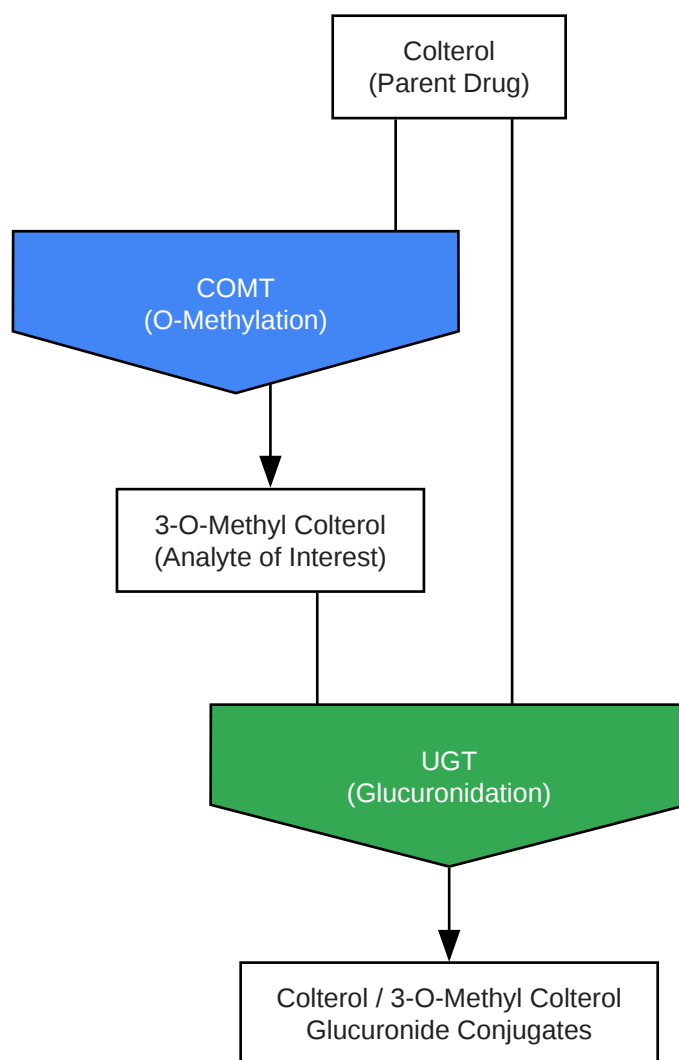 Colterol
(Parent Drug)
COMT
(O-Methylation)
3-O-Methyl Colterol
(Analyte of Interest)
UGT
(Glucuronidation)
Colterol / 3-O-Methyl Colterol
Glucuronide Conjugates